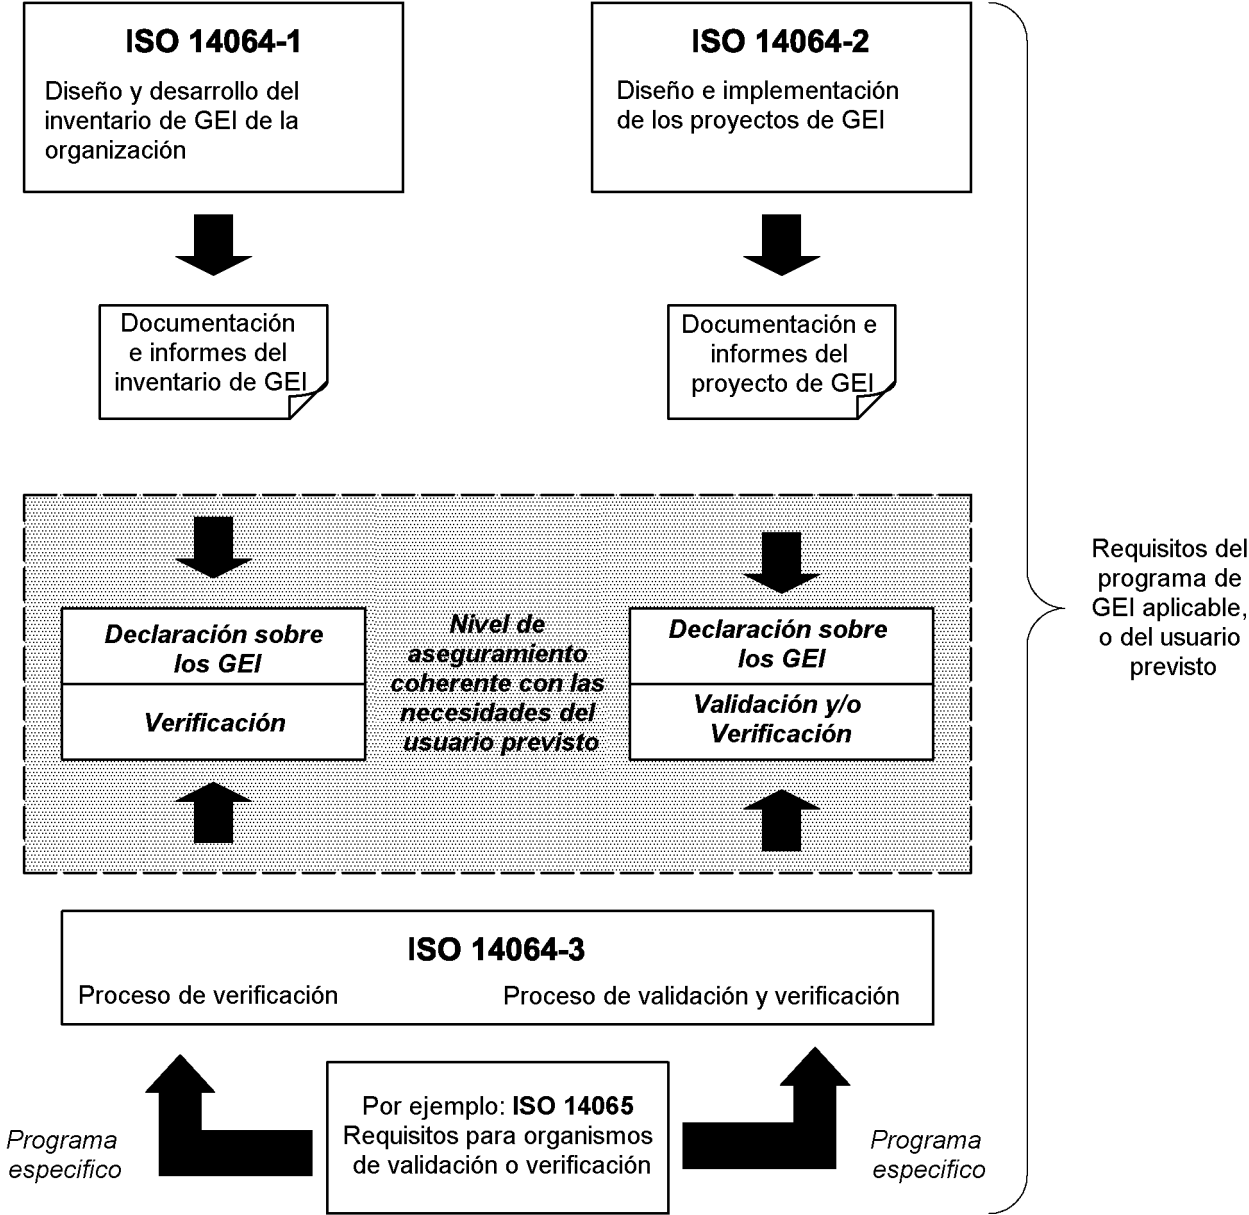 ISO 14064-1
Diseño y desarrollo del
inventario de GEI de la
organización
ISO 14064-2
Diseño e implementación
de los proyectos de GEI
Documentación
e informes del
inventario de GEI
Documentación e
informes del
proyecto de GEI
Declaración sobre
los GEI
Verificación
Nivel de
aseguramiento
coherente con las
necesidades del
usuario previsto
Declaración sobre
los GEI
Validación y/o
Verificación
Requisitos del
programa de
GEI aplicable,
o del usuario
previsto
ISO 14064-3
Proceso de verificación
Proceso de validación y verificación
Programa
especifico
Por ejemplo: ISO 14065
Requisitos para organismos
de validación o verificación
Programa
especifico